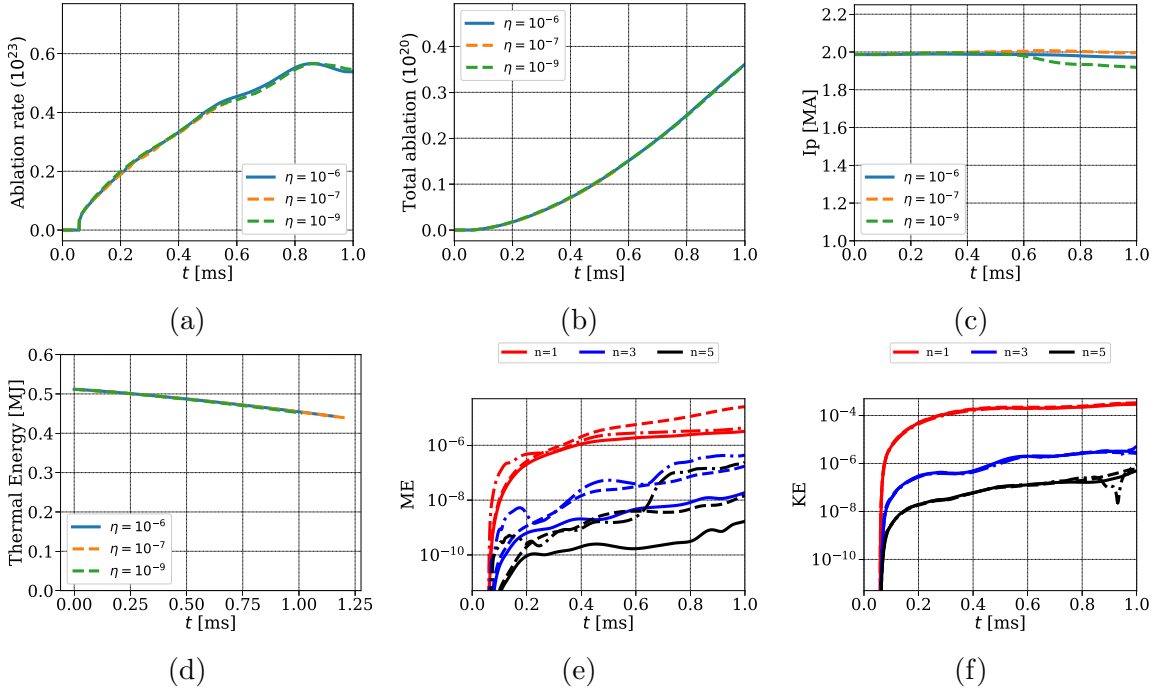 Ablation rate (10^23)
0.6
0.4
0.2
0.0
η = 10^−6
η = 10^−7
η = 10^−9
0.0 0.2 0.4 0.6 0.8 1.0
t [ms]
(a)
Total ablation (10^20)
0.4
0.3
0.2
0.1
0.0
η = 10^−6
η = 10^−7
η = 10^−9
0.0 0.2 0.4 0.6 0.8 1.0
t [ms]
(b)
Ip [MA]
2.2
2.0
1.8
1.6
1.4
1.2
1.0
η = 10^−6
η = 10^−7
η = 10^−9
0.0 0.2 0.4 0.6 0.8 1.0
t [ms]
(c)
Thermal Energy [MJ]
0.6
0.5
0.4
0.3
0.2
0.1
0.0
η = 10^−6
η = 10^−7
η = 10^−9
0.00 0.25 0.50 0.75 1.00 1.25
t [ms]
(d)
n=1 n=3 n=5
ME
10^−6
10^−8
10^−10
0.0 0.2 0.4 0.6 0.8 1.0
t [ms]
(e)
n=1 n=3 n=5
KE
10^−4
10^−6
10^−8
10^−10
0.0 0.2 0.4 0.6 0.8 1.0
t [ms]
(f)